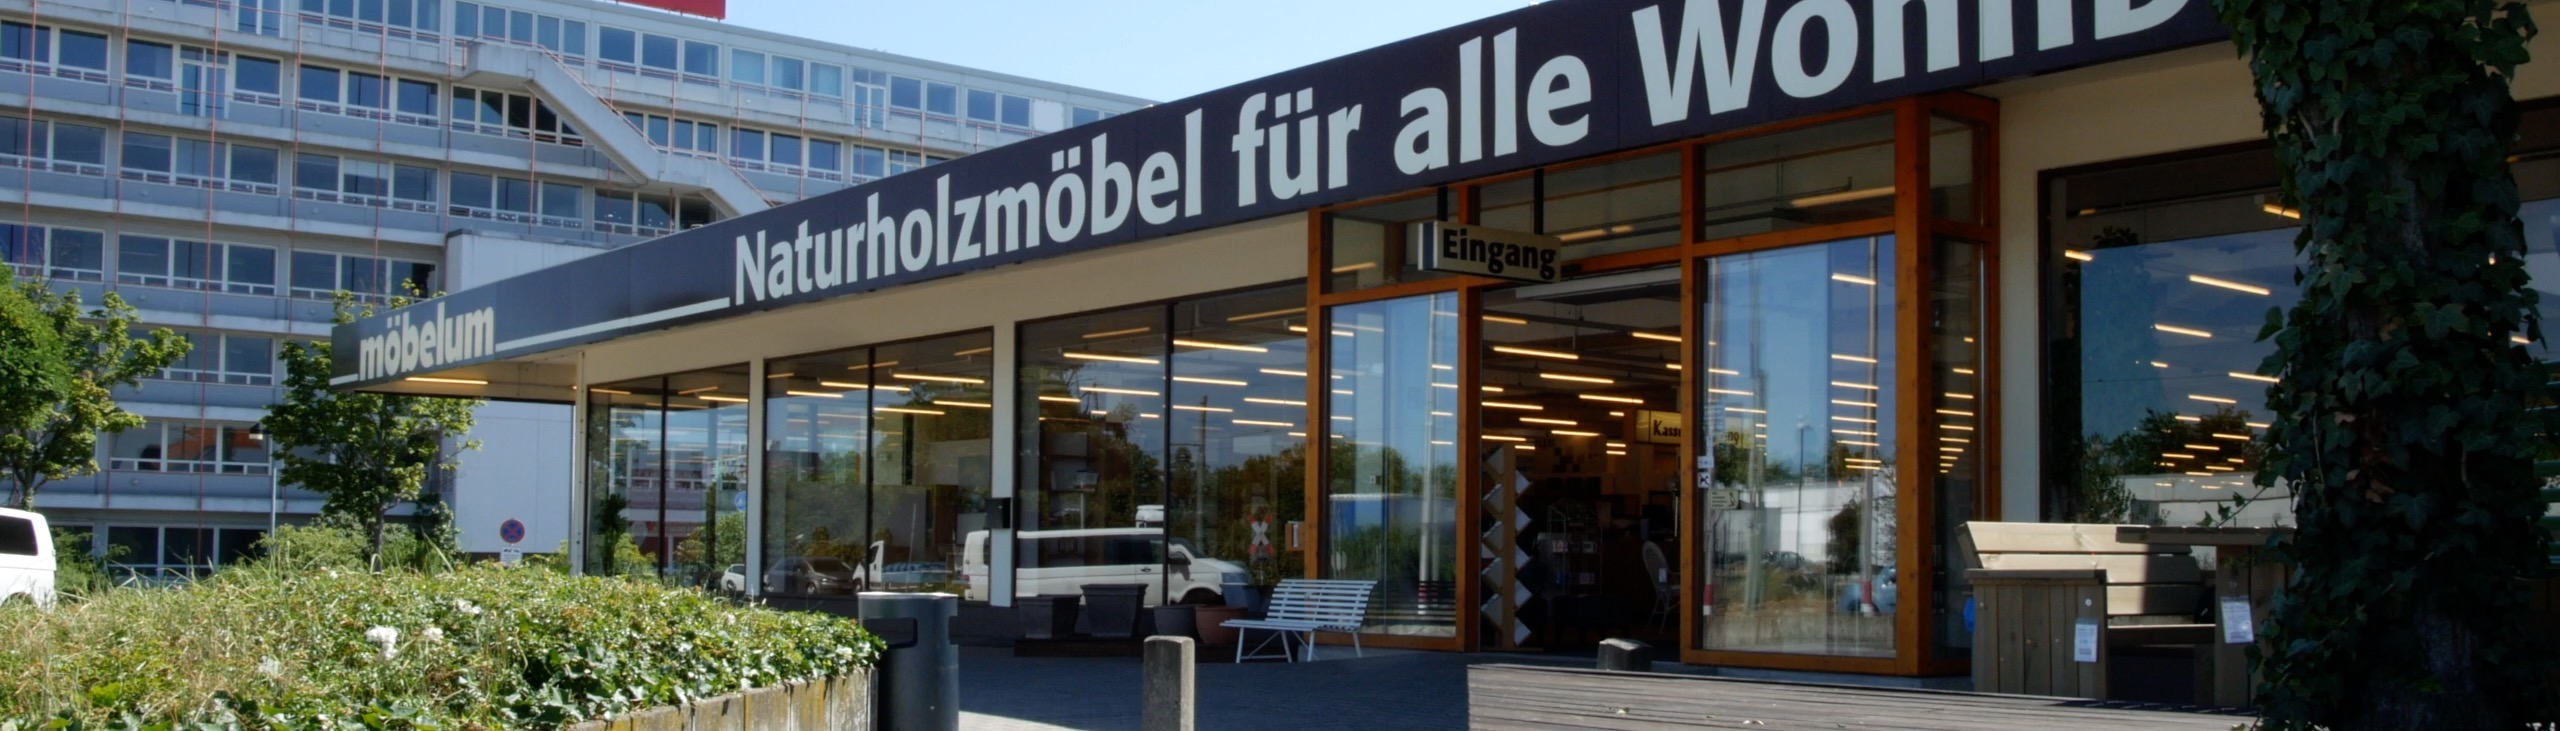 möbelum
Naturholzmöbel für alle
Eingang